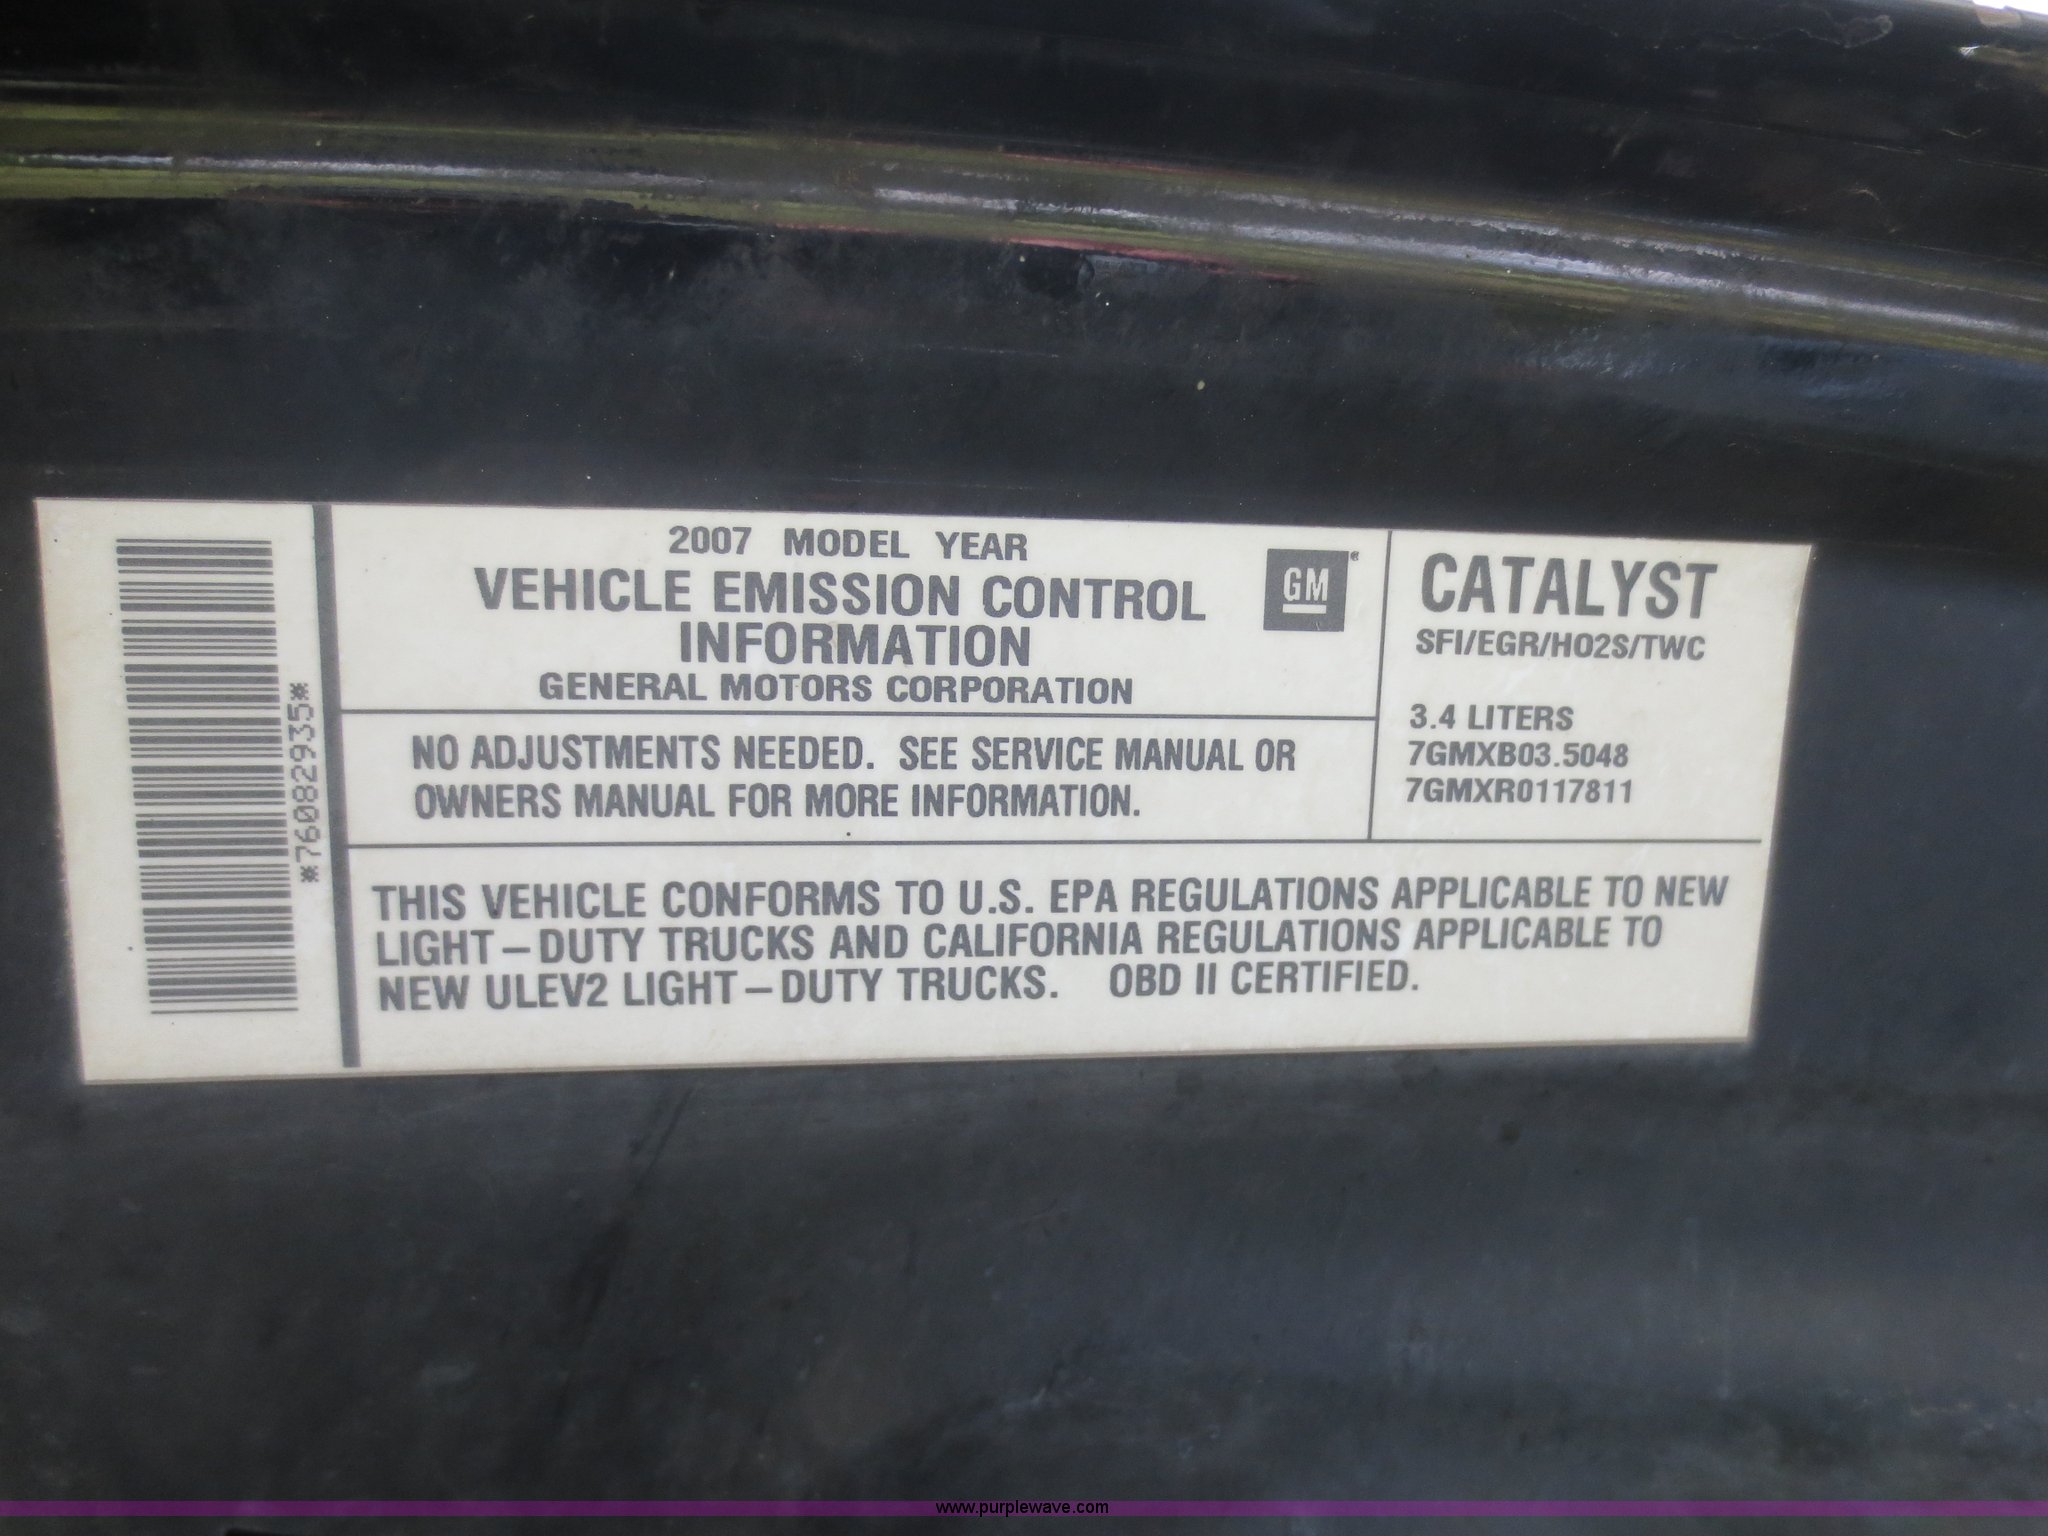 *76082935*
2007 MODEL YEAR
VEHICLE EMISSION CONTROL
INFORMATION
GENERAL MOTORS CORPORATION
GM
NO ADJUSTMENTS NEEDED. SEE SERVICE MANUAL OR
OWNERS MANUAL FOR MORE INFORMATION.
CATALYST
SFI/EGR/HO2S/TWC
3.4 LITERS
7GMXB03.5048
7GMXR0117811
THIS VEHICLE CONFORMS TO U.S. EPA REGULATIONS APPLICABLE TO NEW
LIGHT-DUTY TRUCKS AND CALIFORNIA REGULATIONS APPLICABLE TO
NEW ULEV2 LIGHT-DUTY TRUCKS. OBD II CERTIFIED.
www.purplewave.com